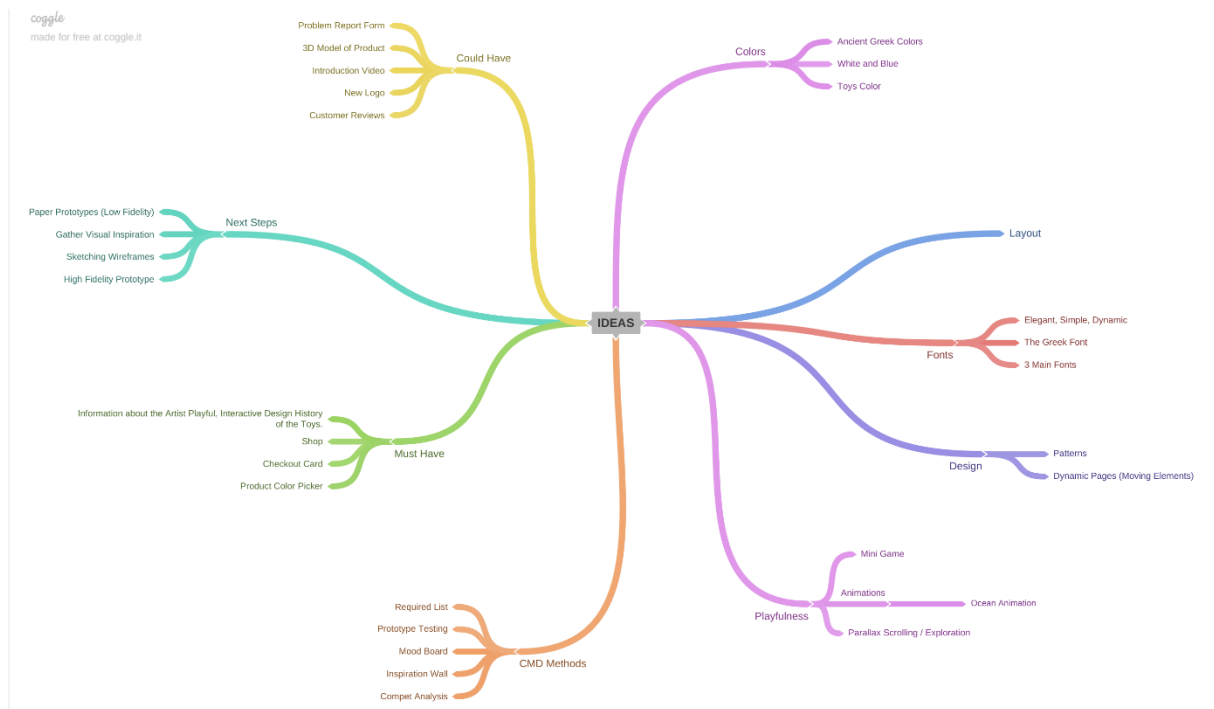 coggle
made for free at coggle.it
Could Have
Problem Report Form
3D Model of Product
Introduction Video
New Logo
Customer Reviews
Next Steps
Paper Prototypes (Low Fidelity)
Gather Visual Inspiration
Sketching Wireframes
High Fidelity Prototype
Must Have
Information about the Artist Playful, Interactive Design History
of the Toys.
Shop
Checkout Card
Product Color Picker
CMD Methods
Required List
Prototype Testing
Mood Board
Inspiration Wall
Compet Analysis
IDEAS
Colors
Ancient Greek Colors
White and Blue
Toys Color
Layout
Fonts
Elegant, Simple, Dynamic
The Greek Font
3 Main Fonts
Design
Patterns
Dynamic Pages (Moving Elements)
Playfulness
Mini Game
Animations
Ocean Animation
Parallax Scrolling / Exploration